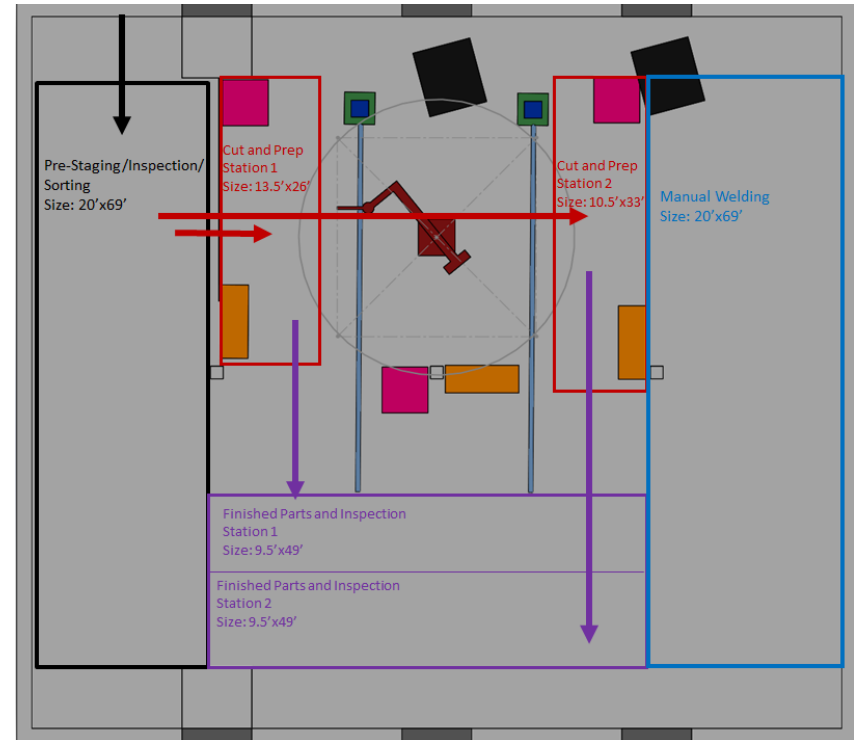 Pre-Staging/Inspection/
Sorting
Size: 20'x69'
Cut and Prep
Station 1
Size: 13.5'x26'
Cut and Prep
Station 2
Size: 10.5'x33'
Manual Welding
Size: 20'x69'
Finished Parts and Inspection
Station 1
Size: 9.5'x49'
Finished Parts and Inspection
Station 2
Size: 9.5'x49'